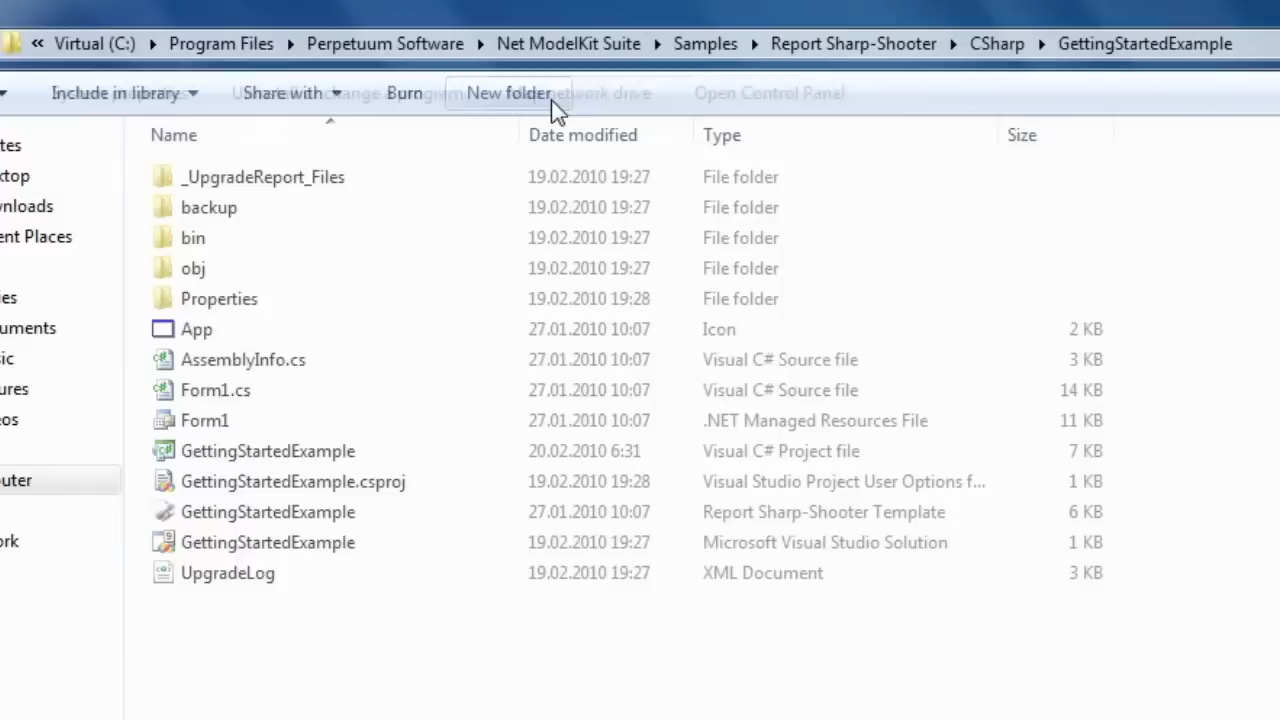 « Virtual (C:) Program Files Perpetuum Software Net ModelKit Suite Samples Report Sharp-Shooter CSharp GettingStartedExample
Include in library Share with Burn New folder Open Control Panel
Name Date modified Type Size
_UpgradeReport_Files 19.02.2010 19:27 File folder
backup 19.02.2010 19:27 File folder
bin 19.02.2010 19:27 File folder
obj 19.02.2010 19:27 File folder
Properties 19.02.2010 19:28 File folder
App 27.01.2010 10:07 Icon 2 KB
AssemblyInfo.cs 27.01.2010 10:07 Visual C# Source file 3 KB
Form1.cs 27.01.2010 10:07 Visual C# Source file 14 KB
Form1 27.01.2010 10:07 .NET Managed Resources File 11 KB
GettingStartedExample 20.02.2010 6:31 Visual C# Project file 7 KB
GettingStartedExample.csproj 19.02.2010 19:28 Visual Studio Project User Options f... 1 KB
GettingStartedExample 27.01.2010 10:07 Report Sharp-Shooter Template 6 KB
GettingStartedExample 19.02.2010 19:27 Microsoft Visual Studio Solution 1 KB
UpgradeLog 19.02.2010 19:27 XML Document 3 KB
tes
ktop
wnloads
ent Places
ies
uments
ic
ures
os
uter
ork